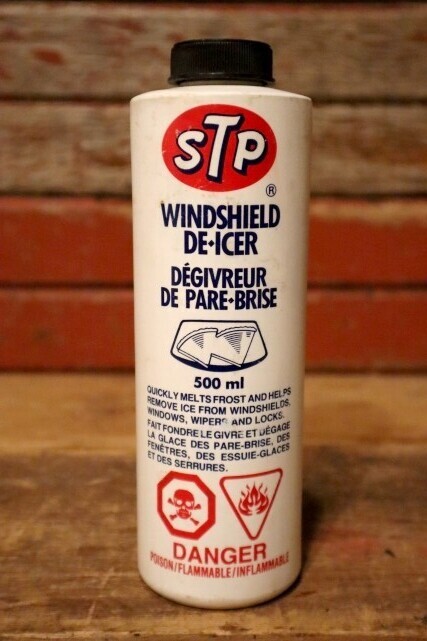 STP
®
WINDSHIELD
DE•ICER
DÉGIVREUR
DE PARE•BRISE
500 ml
QUICKLY MELTS FROST AND HELPS
REMOVE ICE FROM WINDSHIELDS,
WINDOWS, WIPERS AND LOCKS.
FAIT FONDRE LE GIVRE ET DÉGAGE
LA GLACE DES PARE-BRISE, DES
FENÊTRES, DES ESSUIE-GLACES
ET DES SERRURES.
DANGER
POISON/FLAMMABLE/INFLAMMABLE